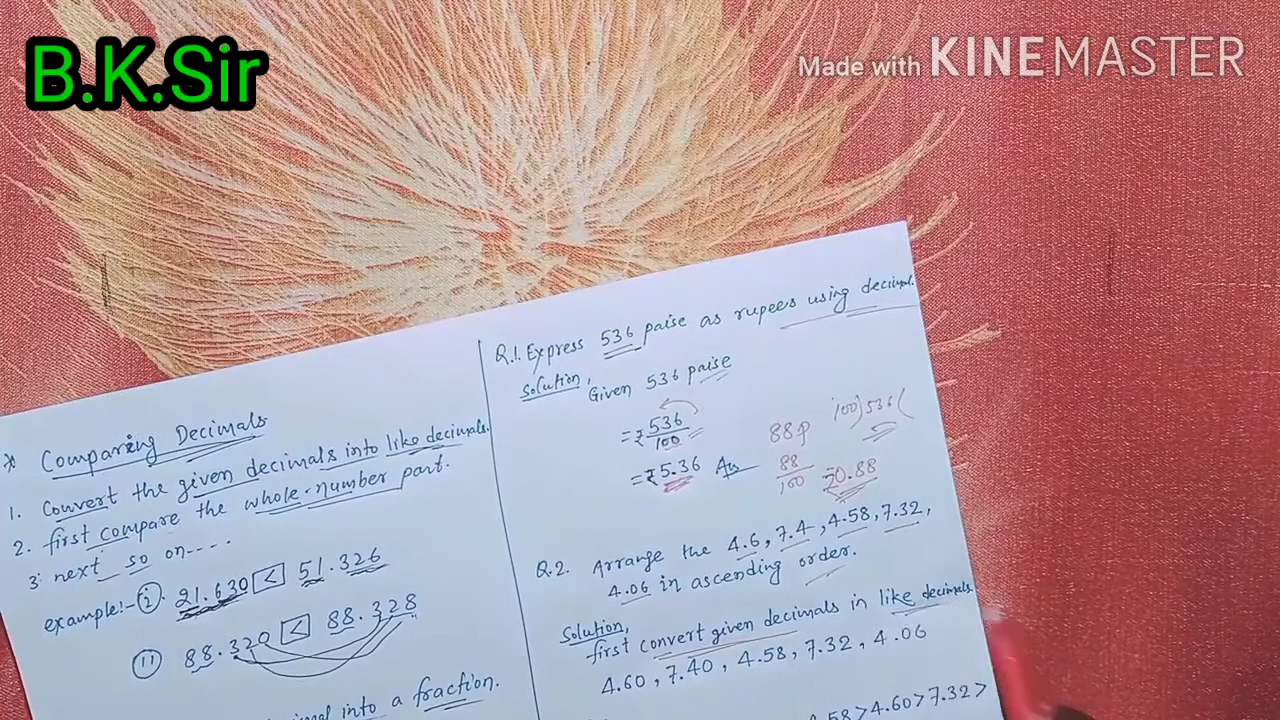 B.K.Sir
Made with KINEMASTER
* Comparing Decimals
1. Convert the given decimals into like decimals.
2. first compare the whole-number part.
3. next so on----.
example:- (i) 21.630 < 51.326
(ii) 88.320 < 88.328
into a fraction.
Q.1. Express 536 paise as rupees using decimal.
Solution, Given 536 paise
= ₹ 536/100
= ₹5.36 Ans
100)536(
88p
88/100
₹0.88
Q.2. Arrange the 4.6, 7.4, 4.58, 7.32,
4.06 in ascending order.
Solution,
first convert given decimals in like decimals.
4.60, 7.40, 4.58, 7.32, 4.06
4.58>4.60>7.32>